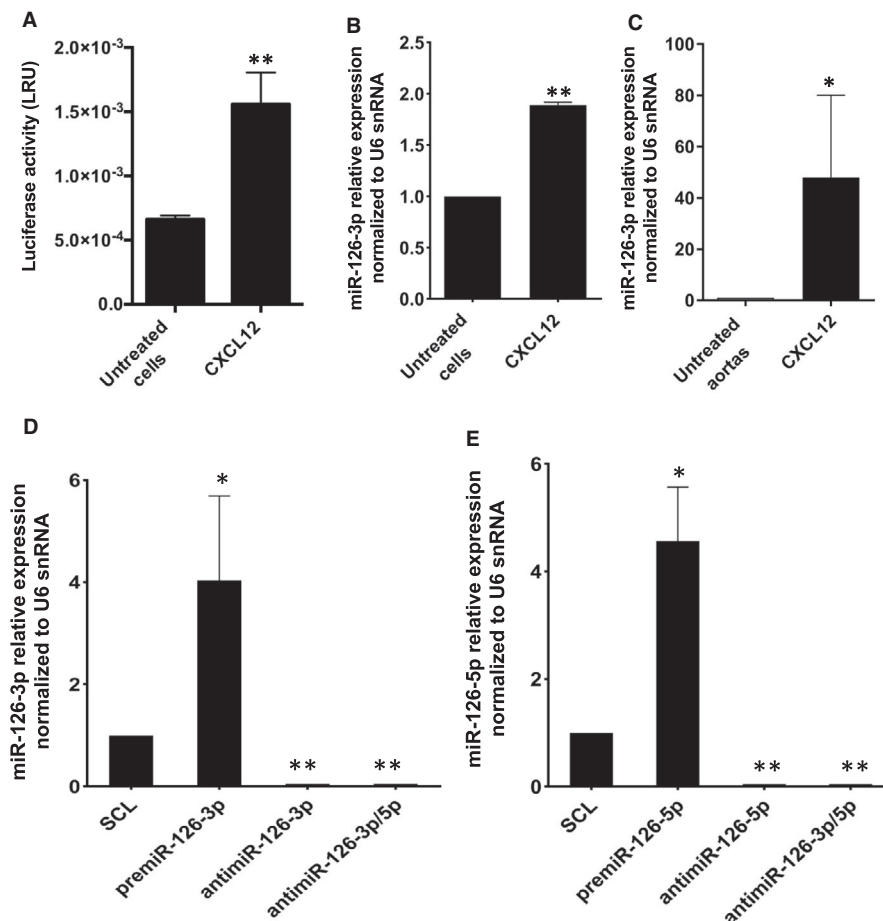 A
Luciferase activity (LRU)
2.0×10-3
1.5×10-3
1.0×10-3
5.0×10-4
0.0
**
Untreated
cells
CXCL12
B
miR-126-3p relative expression
normalized to U6 snRNA
2.5
2.0
1.5
1.0
0.5
0.0
**
Untreated
cells
CXCL12
C
miR-126-3p relative expression
normalized to U6 snRNA
100
80
60
40
20
0
*
Untreated
aortas
CXCL12
D
miR-126-3p relative expression
normalized to U6 snRNA
6
4
2
0
*
**
**
SCL
premiR-126-3p
antimiR-126-3p
antimiR-126-3p/5p
E
miR-126-5p relative expression
normalized to U6 snRNA
6
4
2
0
*
**
**
SCL
premiR-126-5p
antimiR-126-5p
antimiR-126-3p/5p